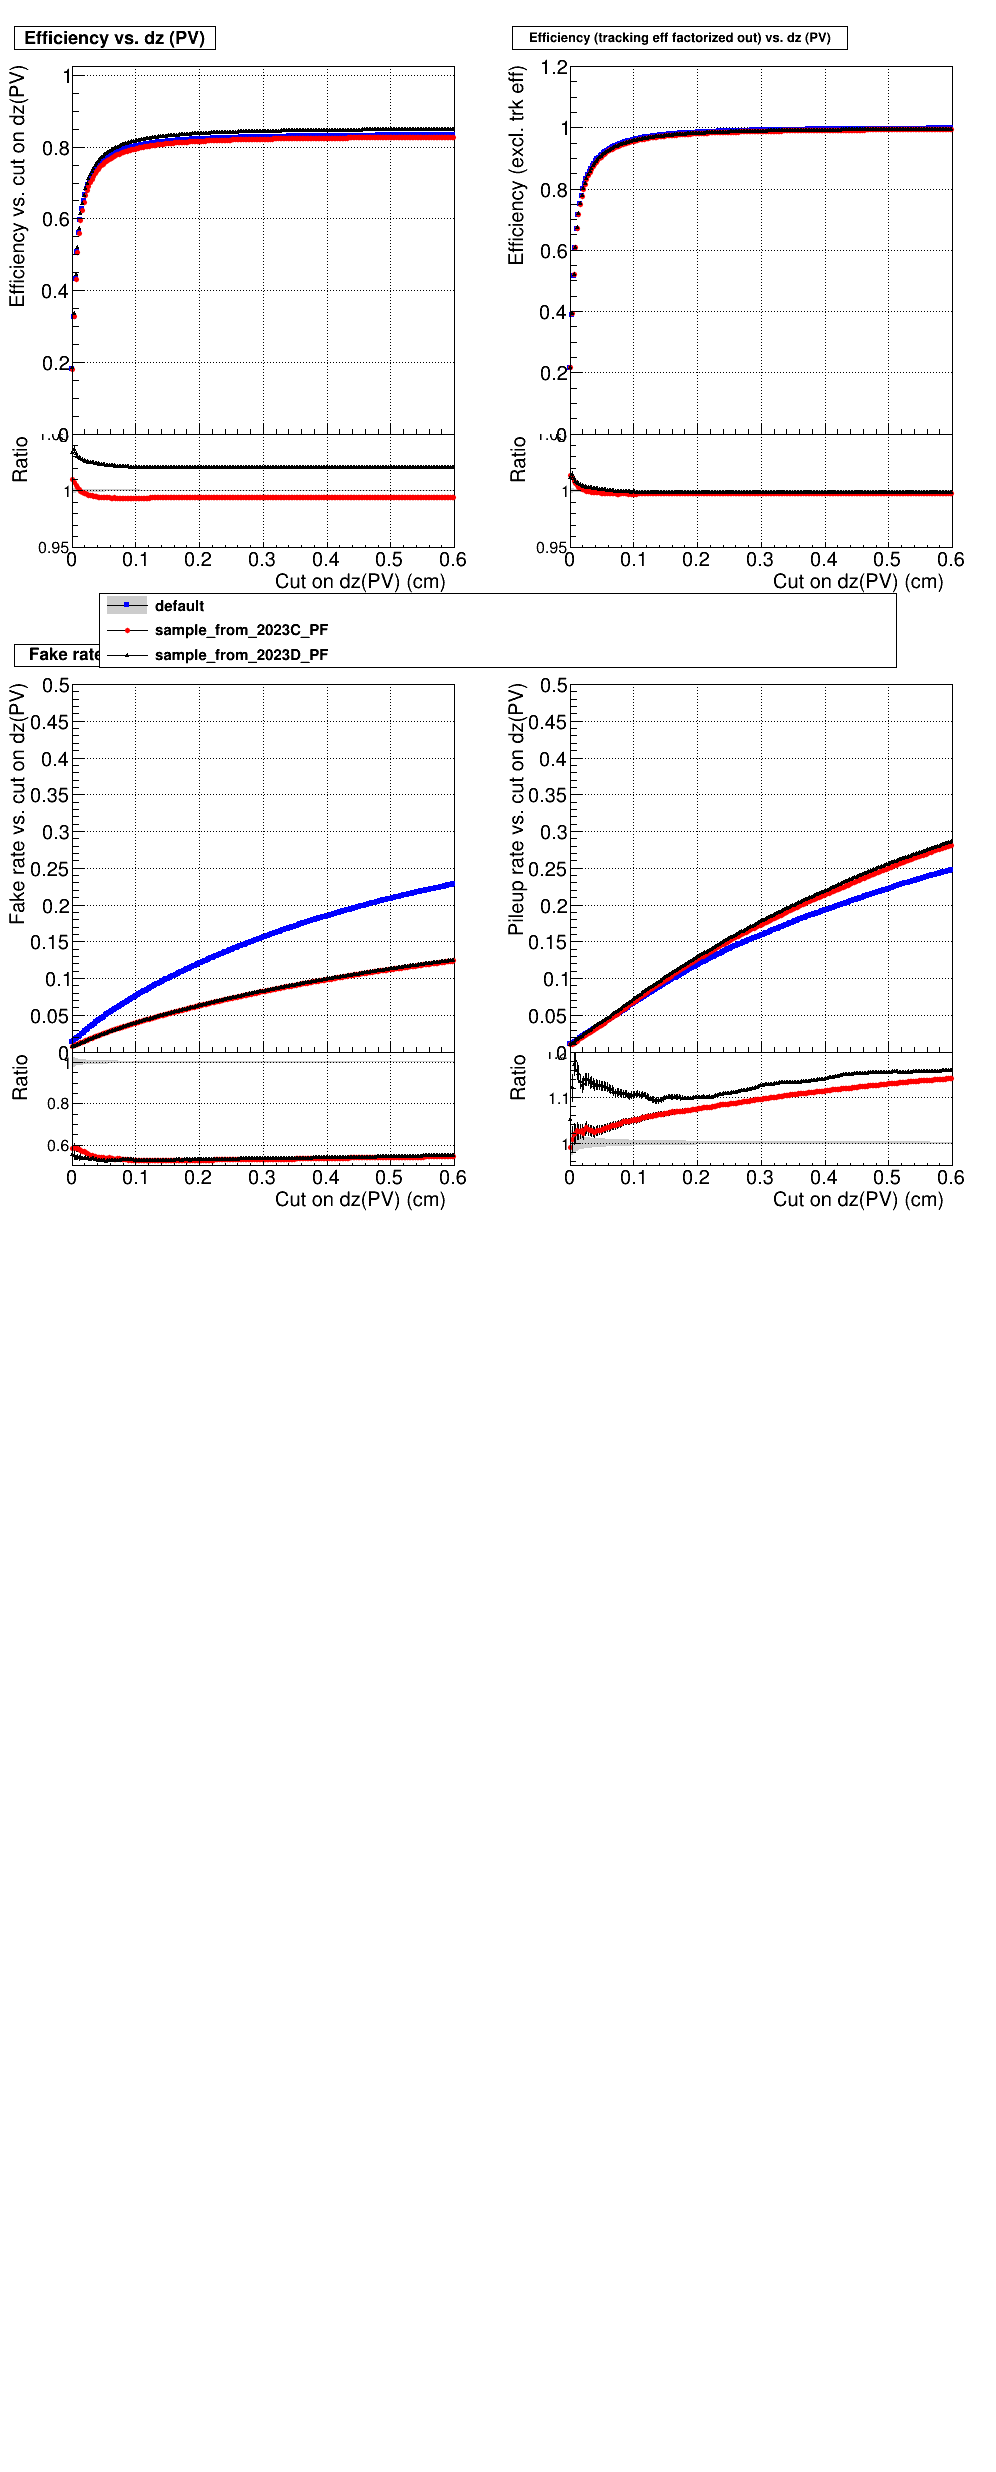 Efficiency vs. dz (PV)
Efficiency (tracking eff factorized out) vs. dz (PV)
Efficiency vs. cut on dz(PV)
1
0.8
0.6
0.4
0.2
0
Ratio
1
0.95
0 0.1 0.2 0.3 0.4 0.5 0.6
Cut on dz(PV) (cm)
Efficiency (excl. trk eff)
1.2
1
0.8
0.6
0.4
0.2
0
Ratio
1
0.95
0 0.1 0.2 0.3 0.4 0.5 0.6
Cut on dz(PV) (cm)
default
sample_from_2023C_PF
sample_from_2023D_PF
Fake rate
Fake rate vs. cut on dz(PV)
0.5
0.45
0.4
0.35
0.3
0.25
0.2
0.15
0.1
0.05
0
Ratio
1
0.8
0.6
0 0.1 0.2 0.3 0.4 0.5 0.6
Cut on dz(PV) (cm)
Pileup rate vs. cut on dz(PV)
0.5
0.45
0.4
0.35
0.3
0.25
0.2
0.15
0.1
0.05
0
Ratio
1.1
1
0 0.1 0.2 0.3 0.4 0.5 0.6
Cut on dz(PV) (cm)